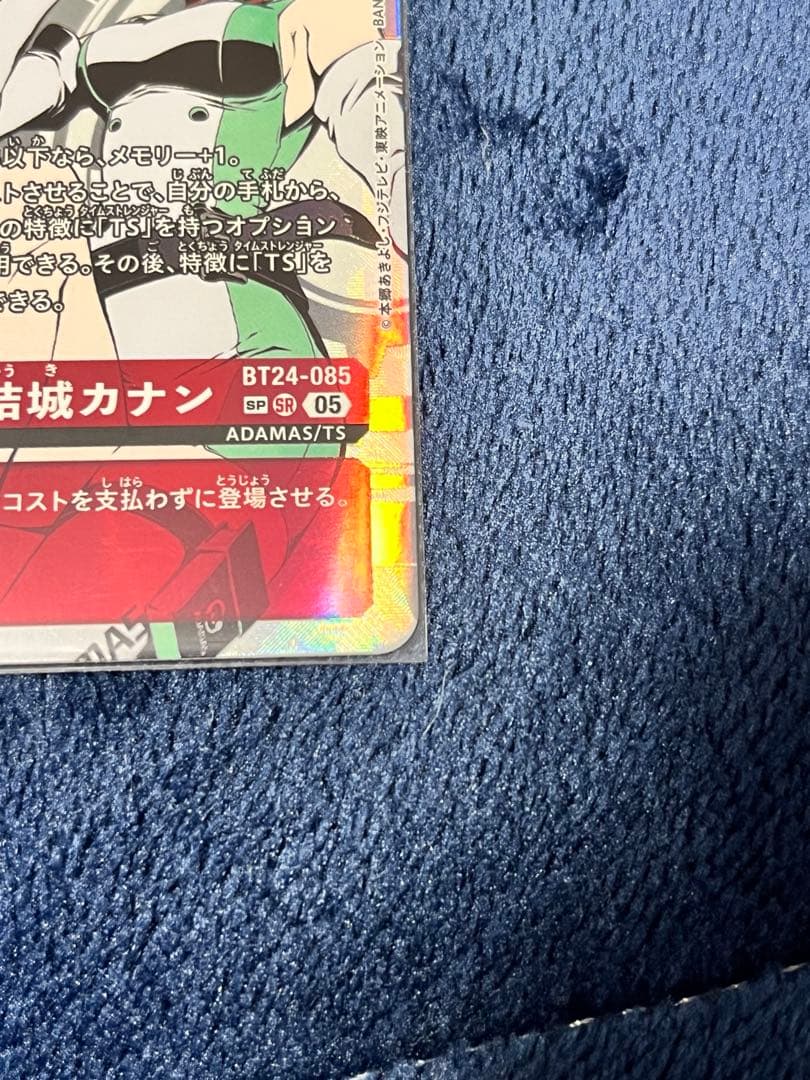 以下なら、メモリー+1。
ストさせることで、自分の手札から、
の特徴に「TS」を持つオプション
用できる。その後、特徴に「TS」を
できる。
結城カナン
BT24-085
SP SR 05
ADAMAS/TS
コストを支払わずに登場させる。
©本郷あきよし・フジテレビ・東映アニメーション BAN